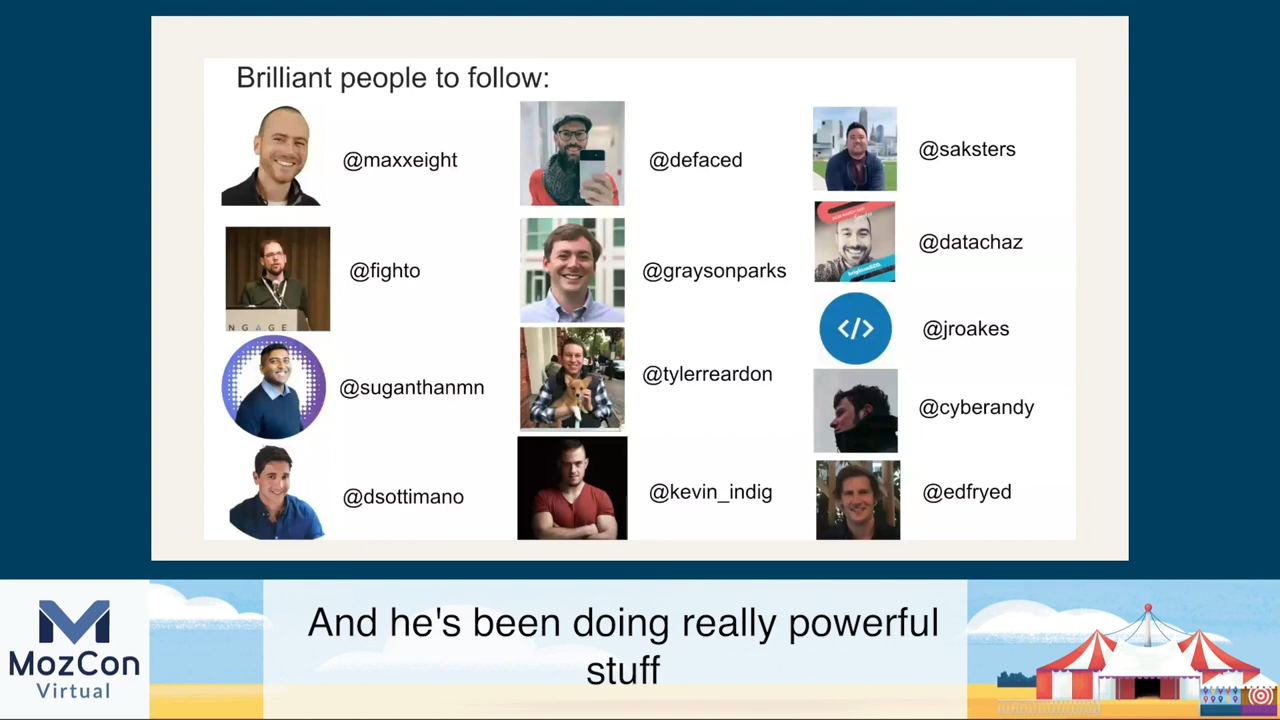 Brilliant people to follow:
@maxxeight
@defaced
@saksters
@fighto
@graysonparks
@datachaz
@suganthanmn
@tylerreardon
@jroakes
@dsottimano
@kevin_indig
@cyberandy
@edfryed
NGAGE
</>
And he's been doing really powerful
stuff
MozCon
Virtual